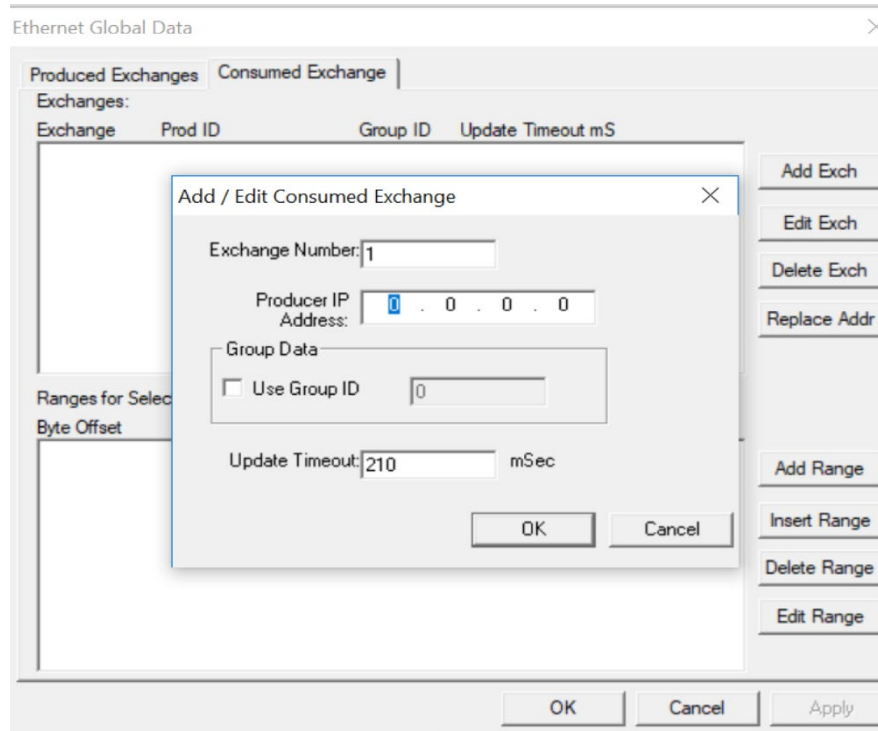 Ethernet Global Data
Produced Exchanges Consumed Exchange
Exchanges:
Exchange Prod ID Group ID Update Timeout mS
Add Exch
Edit Exch
Delete Exch
Replace Addr
Add / Edit Consumed Exchange
Exchange Number: 1
Producer IP
Address: 0 . 0 . 0 . 0
Group Data
Use Group ID 0
Update Timeout: 210 mSec
OK Cancel
Ranges for Selec
Byte Offset
Add Range
Insert Range
Delete Range
Edit Range
OK Cancel Apply